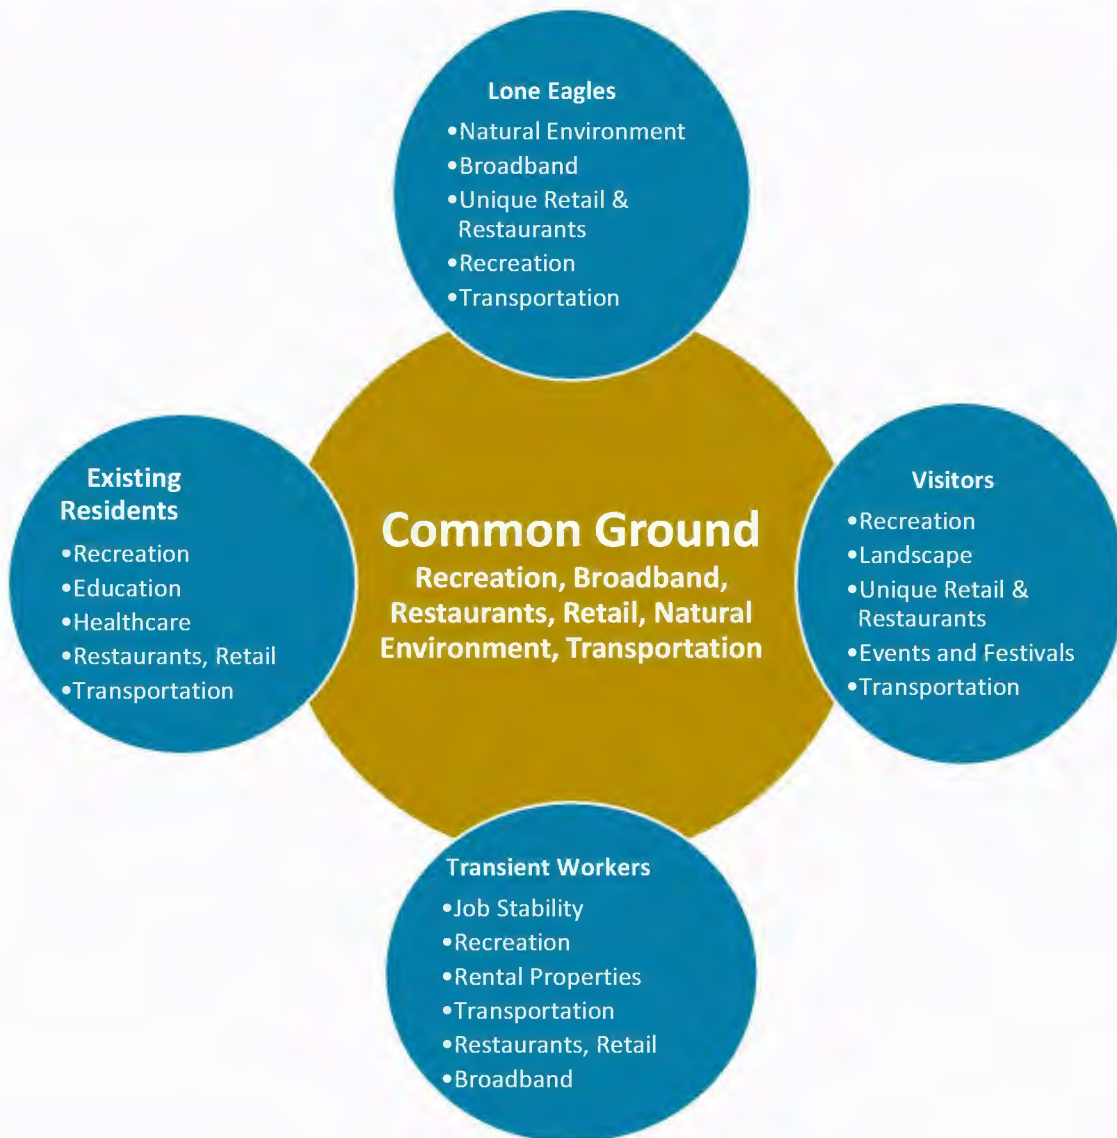 Lone Eagles
•Natural Environment
•Broadband
•Unique Retail &
Restaurants
•Recreation
•Transportation
Existing
Residents
•Recreation
•Education
•Healthcare
•Restaurants, Retail
•Transportation
Common Ground
Recreation, Broadband,
Restaurants, Retail, Natural
Environment, Transportation
Visitors
•Recreation
•Landscape
•Unique Retail &
Restaurants
•Events and Festivals
•Transportation
Transient Workers
•Job Stability
•Recreation
•Rental Properties
•Transportation
•Restaurants, Retail
•Broadband